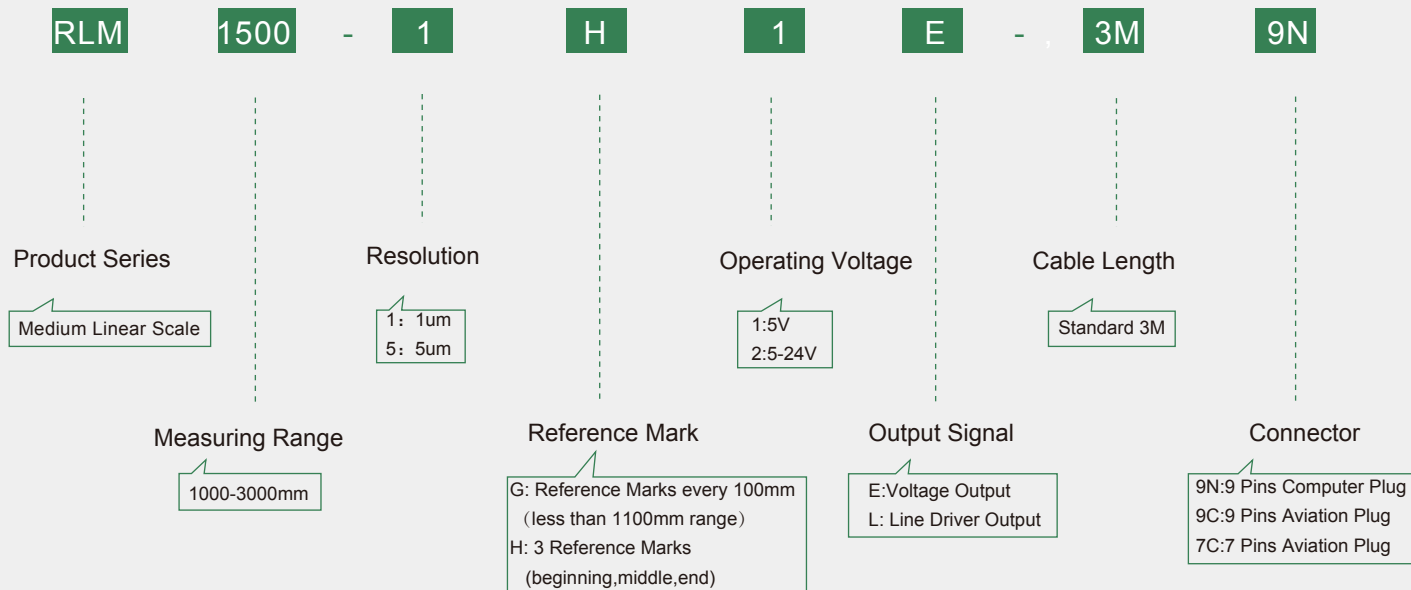 RLM 1500 - 1 H 1 E - , 3M 9N
Product Series
Medium Linear Scale
Measuring Range
1000-3000mm
Resolution
1：1um
5：5um
Reference Mark
G: Reference Marks every 100mm
（less than 1100mm range）
H: 3 Reference Marks
(beginning,middle,end)
Operating Voltage
1:5V
2:5-24V
Output Signal
E:Voltage Output
L: Line Driver Output
Cable Length
Standard 3M
Connector
9N:9 Pins Computer Plug
9C:9 Pins Aviation Plug
7C:7 Pins Aviation Plug